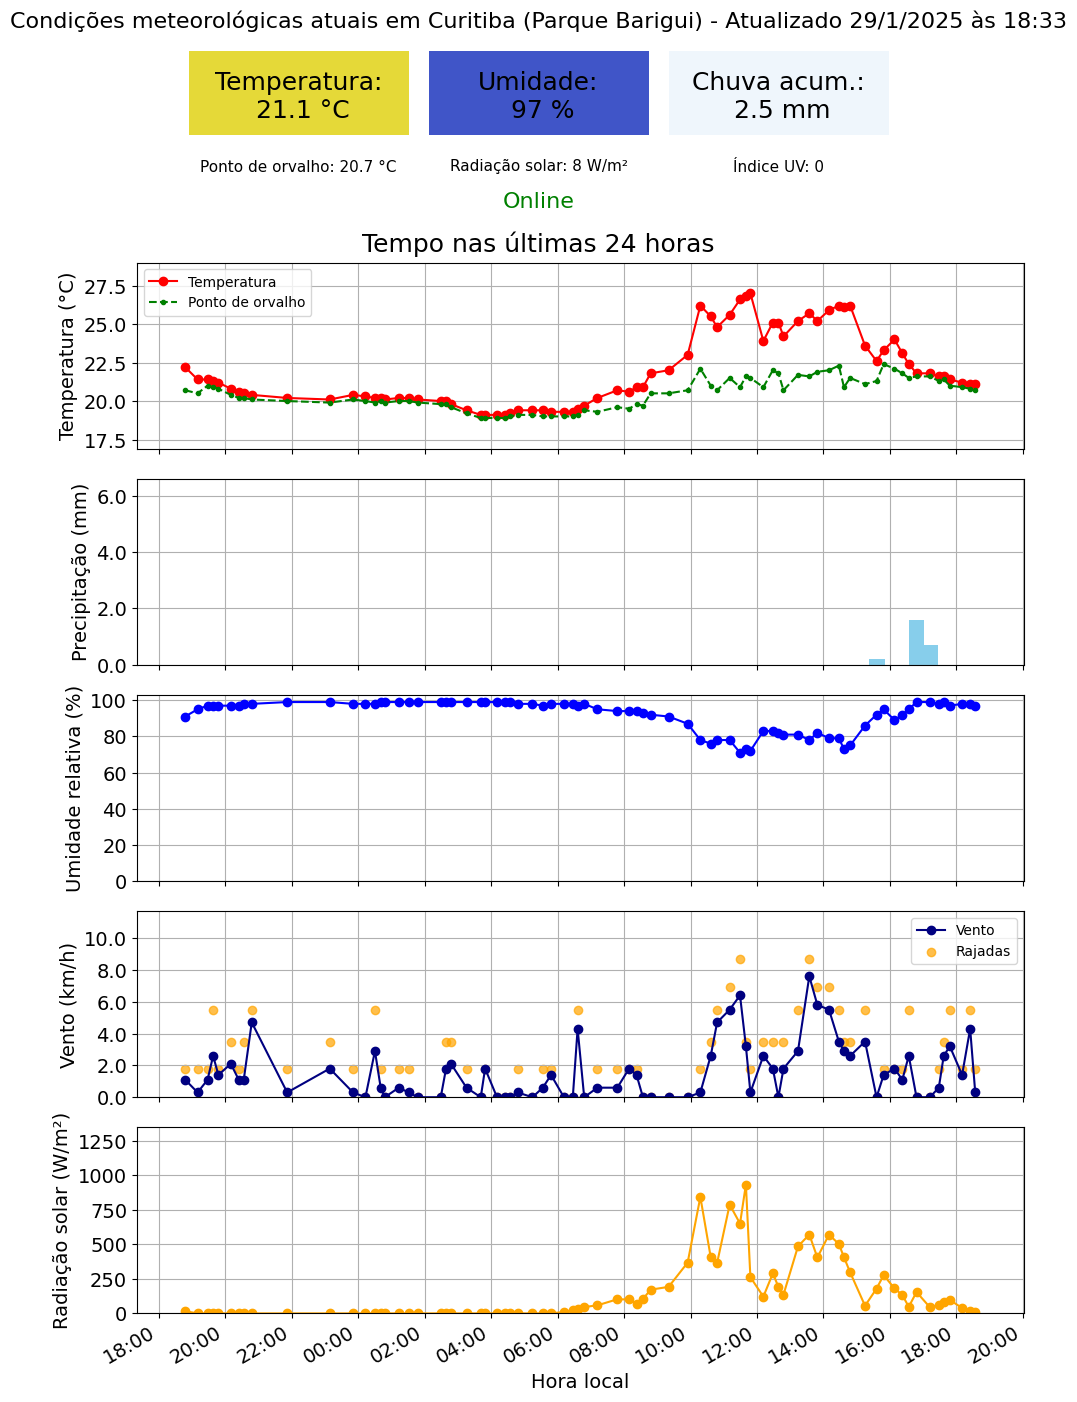 Condições meteorológicas atuais em Curitiba (Parque Barigui) - Atualizado 29/1/2025 às 18:33
Temperatura:
21.1 °C
Umidade:
97 %
Chuva acum.:
2.5 mm
Ponto de orvalho: 20.7 °C
Radiação solar: 8 W/m²
Índice UV: 0
Online
Tempo nas últimas 24 horas
Temperatura (°C)
27.5
25.0
22.5
20.0
17.5
Temperatura
Ponto de orvalho
Precipitação (mm)
6.0
4.0
2.0
0.0
Umidade relativa (%)
100
80
60
40
20
0
Vento (km/h)
10.0
8.0
6.0
4.0
2.0
0.0
Vento
Rajadas
Radiação solar (W/m²)
1250
1000
750
500
250
0
18:00
20:00
22:00
00:00
02:00
04:00
06:00
08:00
10:00
12:00
14:00
16:00
18:00
20:00
Hora local